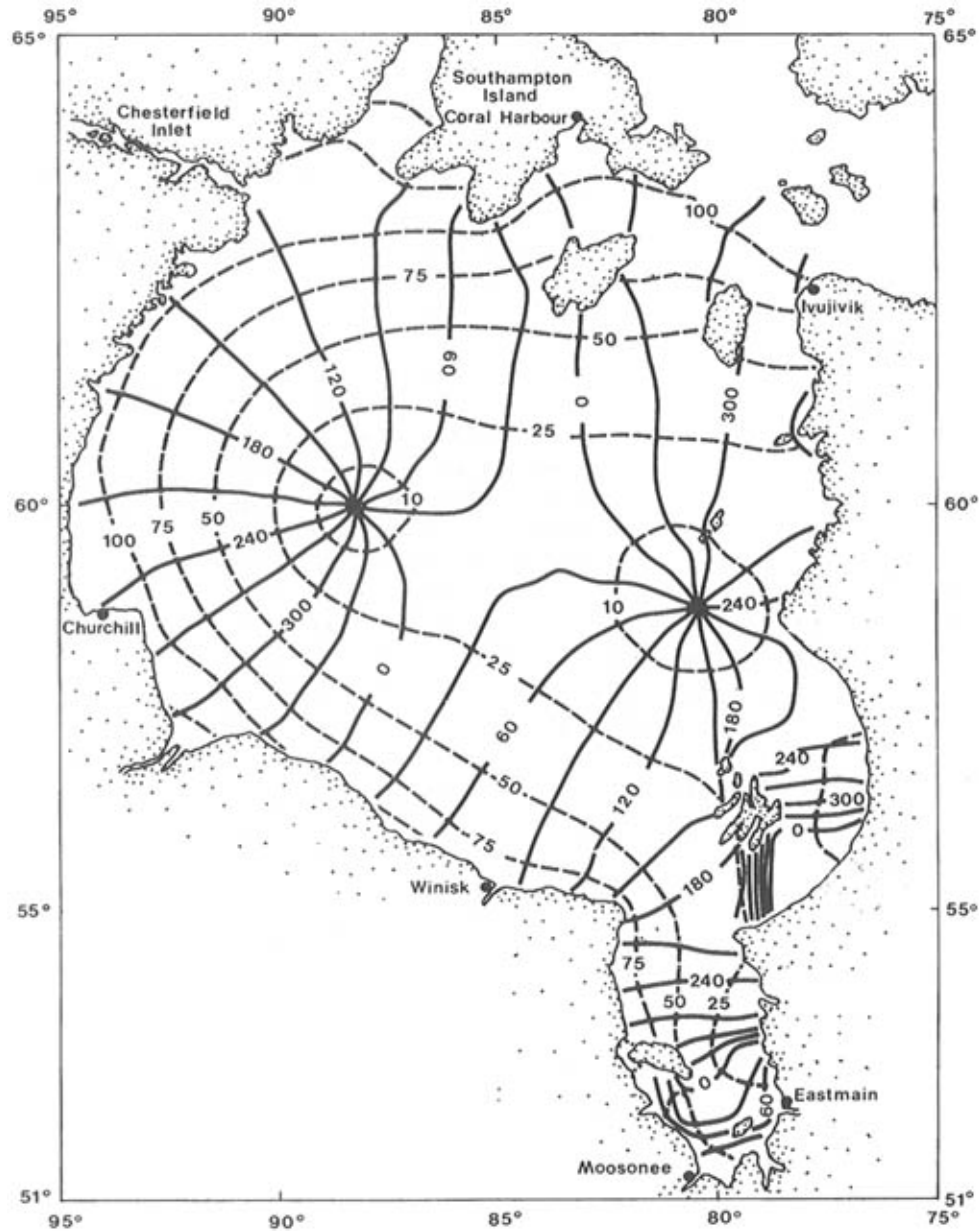 95° 90° 85° 80° 75°
65° 65°
Southampton
Island
Coral Harbour
Chesterfield
Inlet
100
75
Ivujivik
50
120 60 0 300
25
180
10
60° 60°
100 75 50 240
10 240
Churchill
300
25
0
180
60
240
50
300
120
0
75
Winisk
180
55° 55°
75
240
50 25
0
60
Eastmain
Moosonee
51° 51°
95° 90° 85° 80° 75°